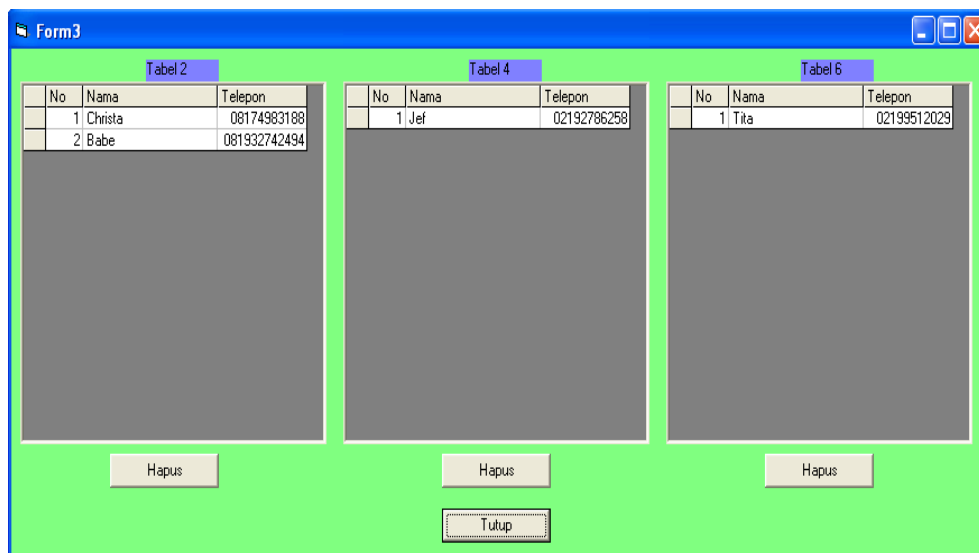 Form3
Tabel 2
No Nama Telepon
1 Christa 08174983188
2 Babe 081932742494
Hapus
Tabel 4
No Nama Telepon
1 Jef 02192786258
Hapus
Tabel 6
No Nama Telepon
1 Tita 02199512029
Hapus
Tutup